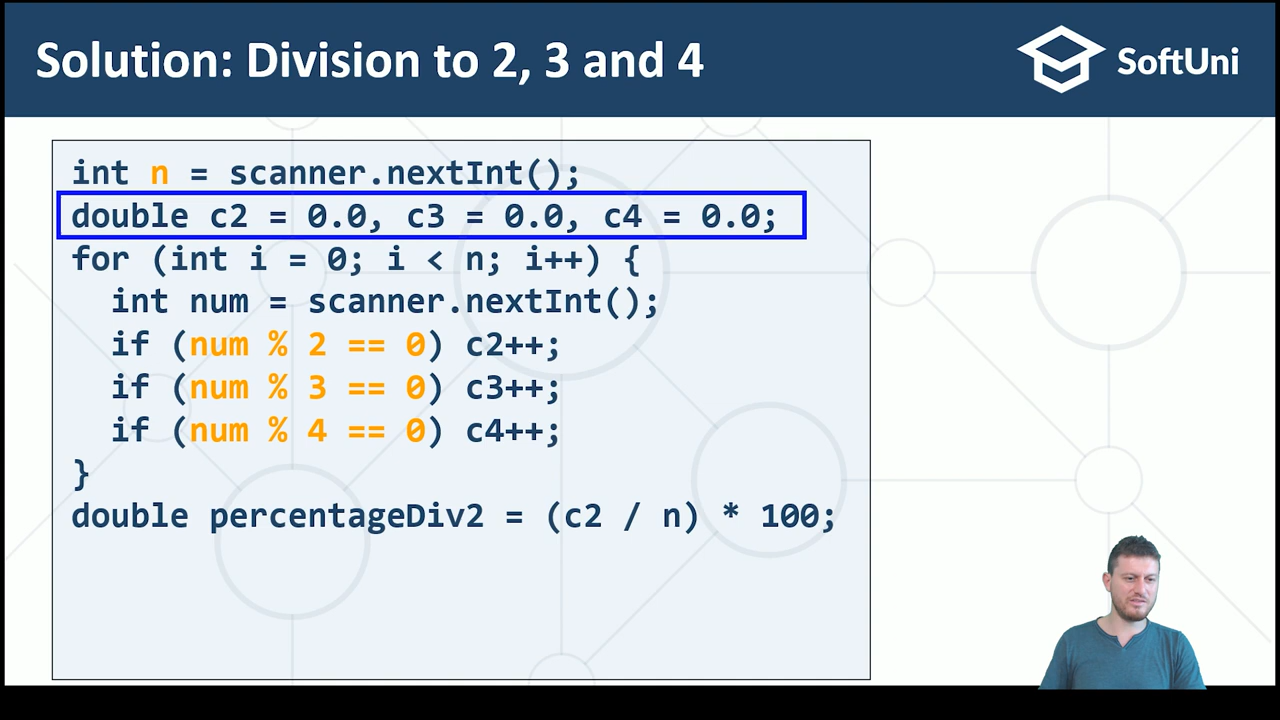 Solution: Division to 2, 3 and 4
SoftUni
int n = scanner.nextInt();
double c2 = 0.0, c3 = 0.0, c4 = 0.0;
for (int i = 0; i < n; i++) {
  int num = scanner.nextInt();
  if (num % 2 == 0) c2++;
  if (num % 3 == 0) c3++;
  if (num % 4 == 0) c4++;
}
double percentageDiv2 = (c2 / n) * 100;